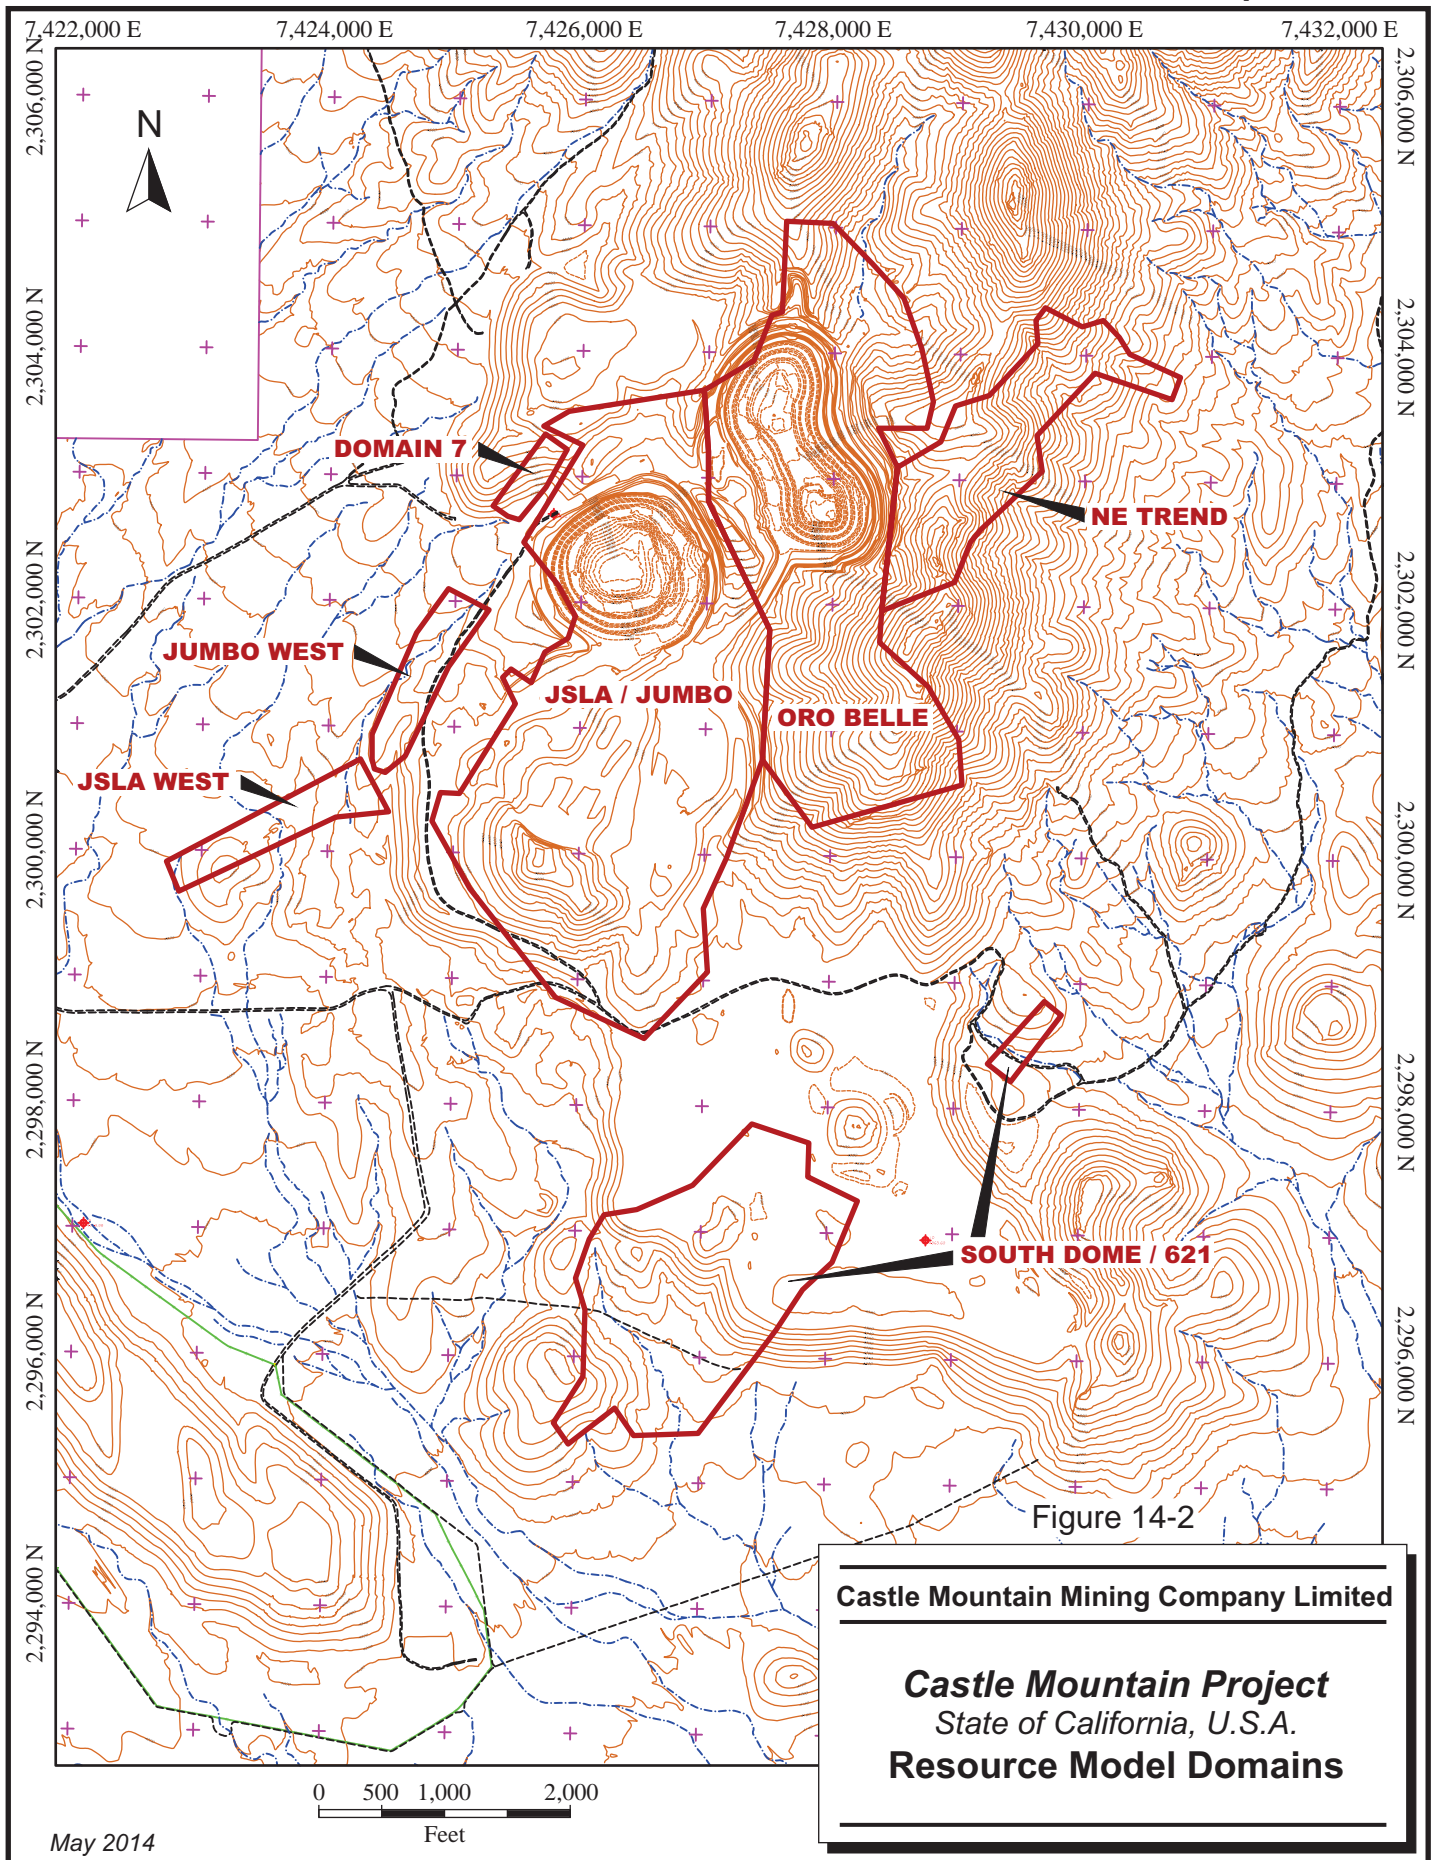 7,422,000 E 7,424,000 E 7,426,000 E 7,428,000 E 7,430,000 E 7,432,000 E
2,306,000 N
2,306,000 N
N
2,304,000 N
2,304,000 N
DOMAIN 7
NE TREND
2,302,000 N
2,302,000 N
JUMBO WEST
JSLA / JUMBO
ORO BELLE
JSLA WEST
2,300,000 N
2,300,000 N
2,298,000 N
2,298,000 N
SOUTH DOME / 621
2,296,000 N
2,296,000 N
Figure 14-2
2,294,000 N
Castle Mountain Mining Company Limited
Castle Mountain Project
State of California, U.S.A.
Resource Model Domains
0 500 1,000 2,000
Feet
May 2014